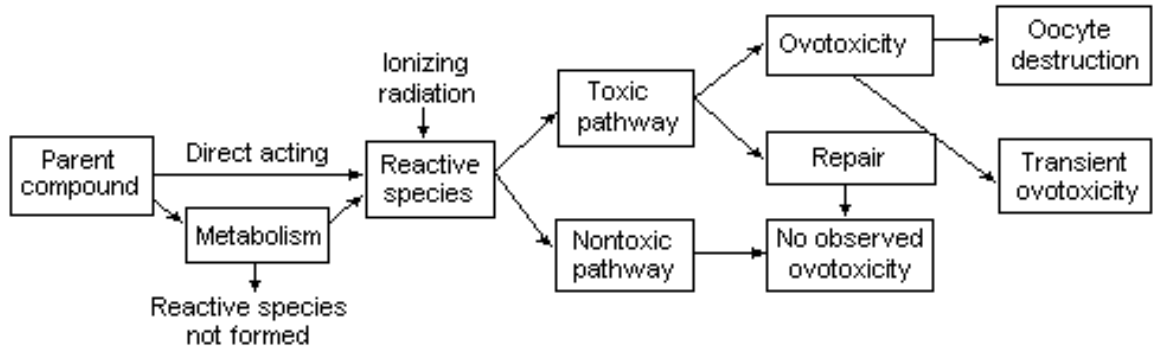 Parent
compound
Direct acting
Metabolism
Reactive species
not formed
Ionizing
radiation
Reactive
species
Toxic
pathway
Nontoxic
pathway
Ovotoxicity
Repair
No observed
ovotoxicity
Oocyte
destruction
Transient
ovotoxicity